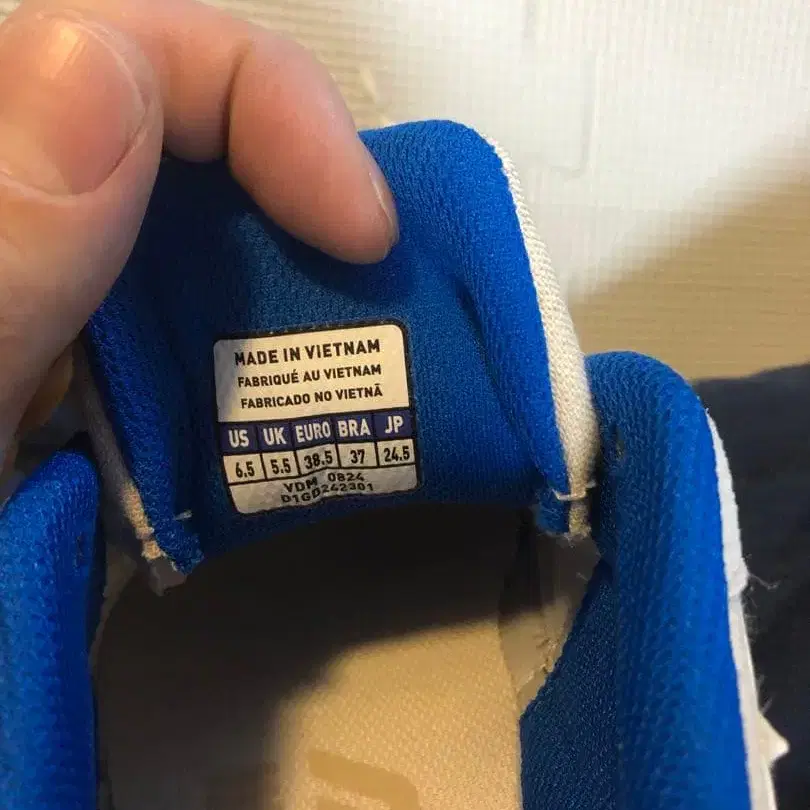 MADE IN VIETNAM
FABRIQUÉ AU VIETNAM
FABRICADO NO VIETNÃ
US UK EURO BRA JP
6.5 5.5 38.5 37 24.5
VDM 0824
D1GD242301